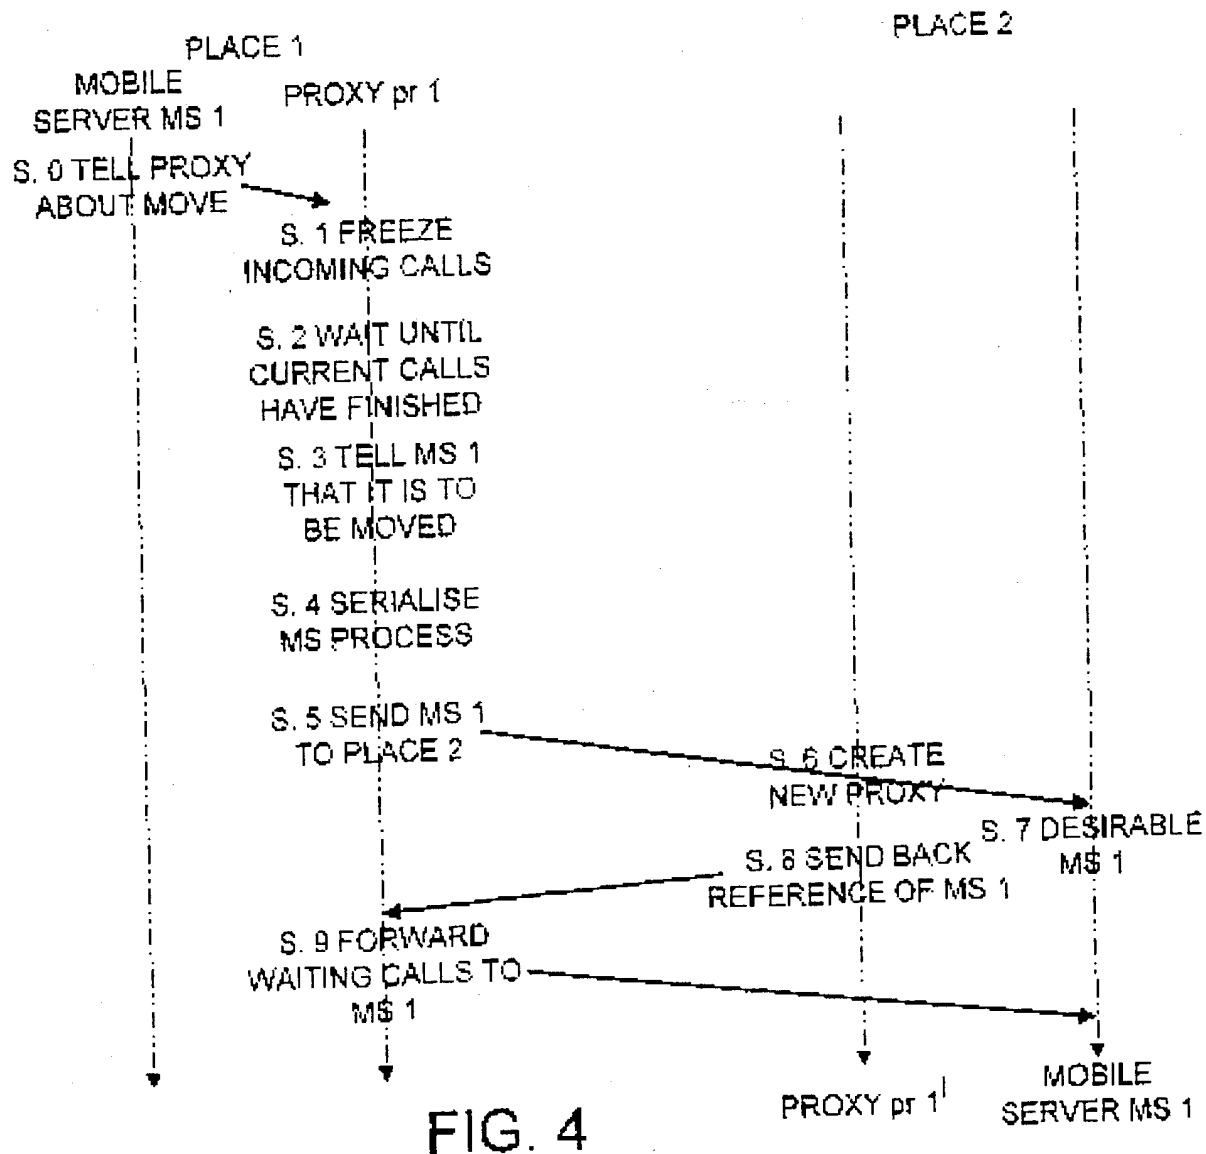 PLACE 1
PLACE 2
MOBILE
SERVER MS 1
PROXY pr 1
S. 0 TELL PROXY
ABOUT MOVE
S. 1 FREEZE
INCOMING CALLS
S. 2 WAIT UNTIL
CURRENT CALLS
HAVE FINISHED
S. 3 TELL MS 1
THAT IT IS TO
BE MOVED
S. 4 SERIALISE
MS PROCESS
S. 5 SEND MS 1
TO PLACE 2
S. 6 CREATE
NEW PROXY
S. 7 DESIRABLE
MS 1
S. 8 SEND BACK
REFERENCE OF MS 1
S. 9 FORWARD
WAITING CALLS TO
MS 1
PROXY pr 1'
MOBILE
SERVER MS 1
FIG. 4